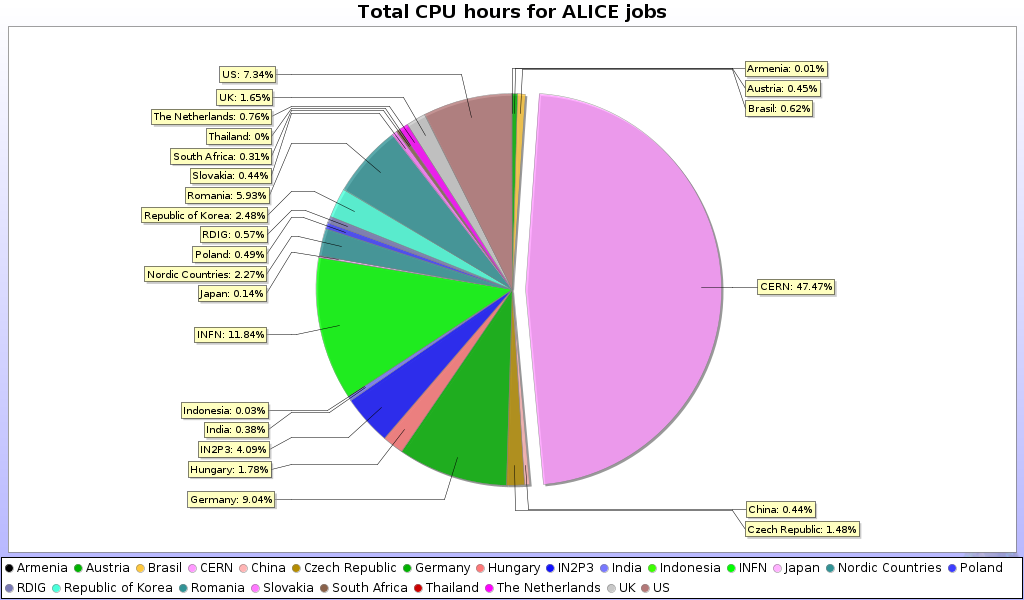 Total CPU hours for ALICE jobs
US: 7.34%
UK: 1.65%
The Netherlands: 0.76%
Thailand: 0%
South Africa: 0.31%
Slovakia: 0.44%
Romania: 5.93%
Republic of Korea: 2.48%
RDIG: 0.57%
Poland: 0.49%
Nordic Countries: 2.27%
Japan: 0.14%
INFN: 11.84%
Indonesia: 0.03%
India: 0.38%
IN2P3: 4.09%
Hungary: 1.78%
Germany: 9.04%
Armenia: 0.01%
Austria: 0.45%
Brasil: 0.62%
CERN: 47.47%
China: 0.44%
Czech Republic: 1.48%
Armenia Austria Brasil CERN China Czech Republic Germany Hungary IN2P3 India Indonesia INFN Japan Nordic Countries Poland
RDIG Republic of Korea Romania Slovakia South Africa Thailand The Netherlands UK US